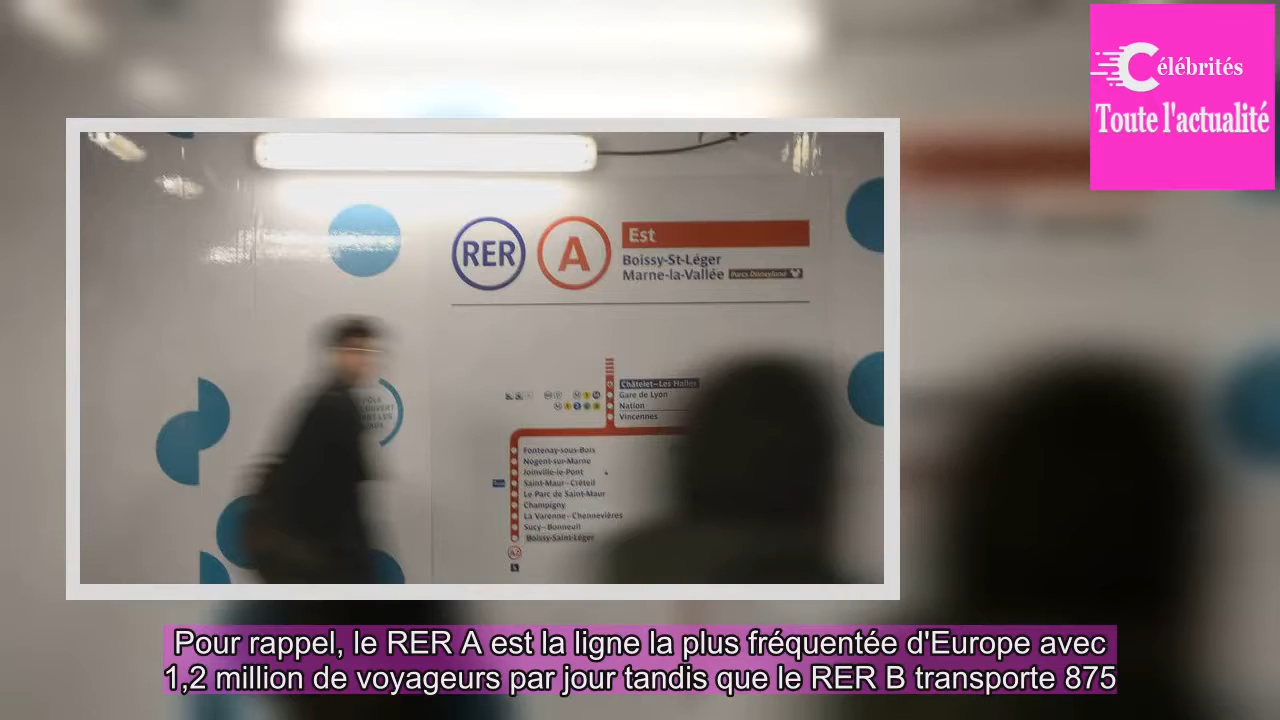 Célébrités
Toute l'actualité
RER A Est
Boissy-St-Léger
Marne-la-Vallée Parcs Disneyland
Châtelet–Les Halles
Gare de Lyon
Nation
Vincennes
Fontenay-sous-Bois
Nogent-sur-Marne
Joinville-le-Pont
Saint-Maur–Créteil
Le Parc de Saint-Maur
Champigny
La Varenne–Chennevières
Sucy–Bonneuil
Boissy-Saint-Léger
A2
Pour rappel, le RER A est la ligne la plus fréquentée d'Europe avec
1,2 million de voyageurs par jour tandis que le RER B transporte 875